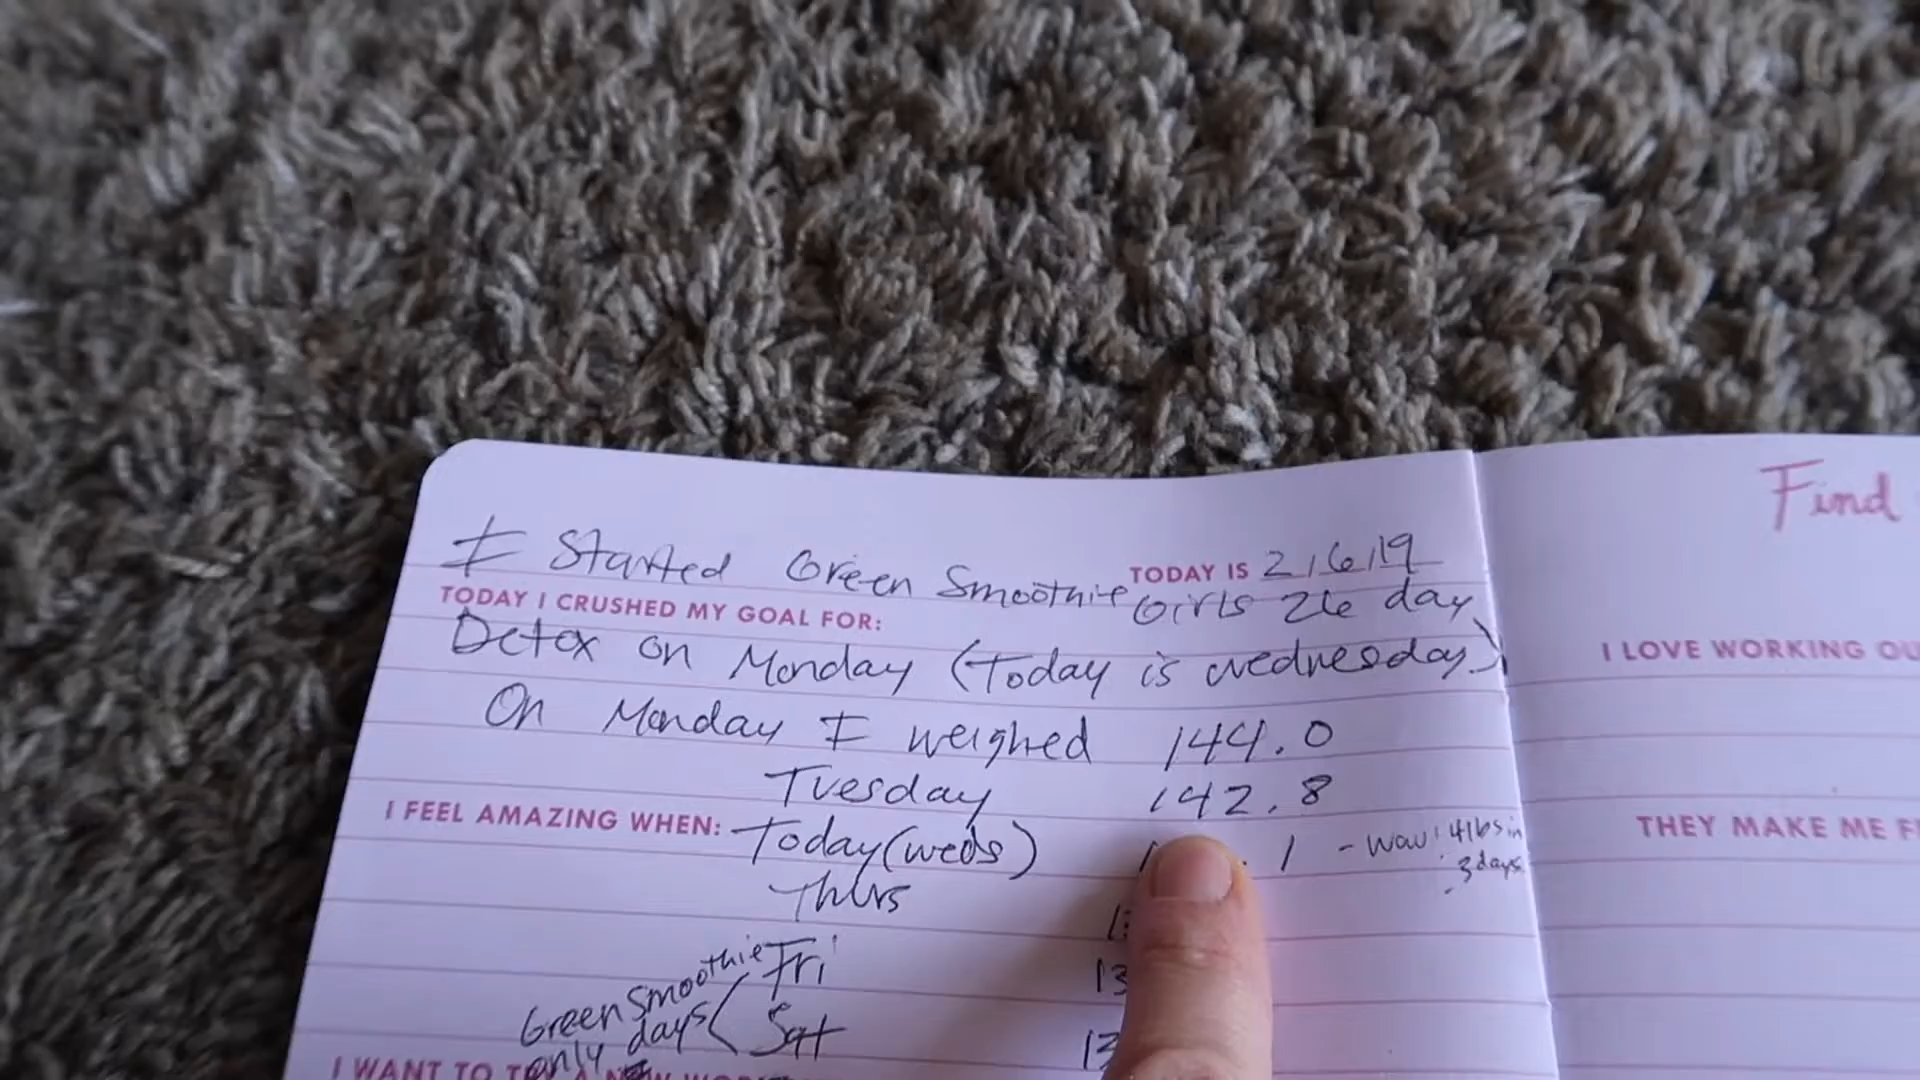 I Started Green Smoothie TODAY IS 2/6/19
TODAY I CRUSHED MY GOAL FOR: Girls 26 day
Detox on Monday (Today is wednesday)
On Monday I weighed 144.0
Tuesday 142.8
I FEEL AMAZING WHEN: Today (weds) .1 - wow! 4lbs in
3 days
Thurs
Green Smoothie Fri
days Sat
only
I WANT TO
Find
I LOVE WORKING OU
THEY MAKE ME F